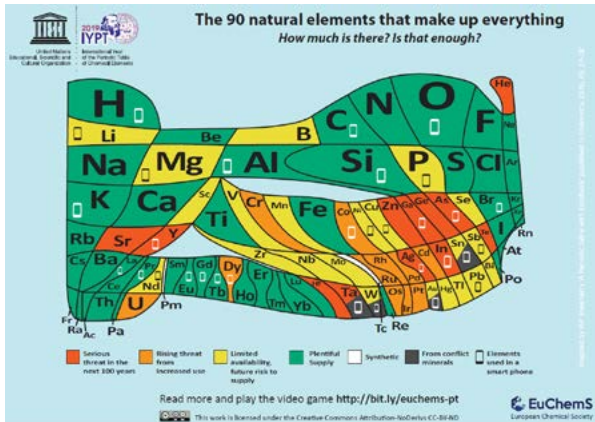 The 90 natural elements that make up everything
How much is there? Is that enough?
2019
IYPT
United Nations
Educational, Scientific and
Cultural Organization
International Year
of the Periodic Table
of Chemical Elements
H
He
Li Be B C N O F Ne
Na Mg Al Si P S Cl Ar
K Ca Sc Ti V Cr Mn Fe Co Ni Cu Zn Ga Ge As Se Br Kr
Rb Sr Y Zr Nb Mo Ru Rh Pd Ag Cd In Sn Sb Te I
Cs Ba La Ce Pr Nd Pm Sm Eu Gd Tb Dy Ho Er Tm Yb Lu
Ta W Re Os Ir Pt Au Hg Tl Pb Bi Po At Rn
Fr Ra Ac Th Pa U Tc
Serious
threat in the
next 100 years
Rising threat
from
increased use
Limited
availability,
future risk to
supply
Plentiful
Supply
Synthetic
From conflict
minerals
Elements
used in a
smart phone
Read more and play the video game http://bit.ly/euchems-pt
This work is licensed under the Creative Commons Attribution-NoDerivs CC-BY-ND
EuChemS
European Chemical Society